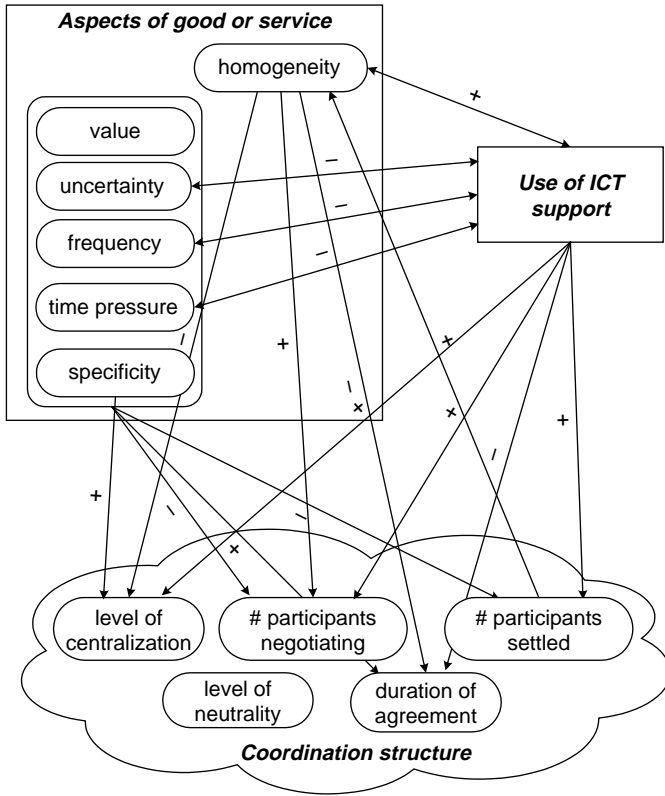 Aspects of good or service
homogeneity
+
value
uncertainty
–
Use of ICT
support
frequency
–
–
time pressure
–
+
+
specificity
–
+
+
+
–
+
–
–
+
level of
centralization
# participants
negotiating
# participants
settled
level of
neutrality
duration of
agreement
Coordination structure